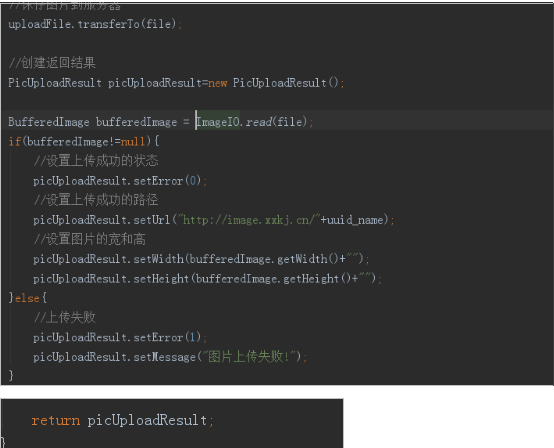 //保存图片到服务器
uploadFile.transferTo(file);
//创建返回结果
PicUploadResult picUploadResult=new PicUploadResult();
BufferedImage bufferedImage = ImageIO.read(file);
if(bufferedImage!=null){
//设置上传成功的状态
picUploadResult.setError(0);
//设置上传成功的路径
picUploadResult.setUrl("http://image.xxkj.cn/"+uuid_name);
//设置图片的宽和高
picUploadResult.setWidth(bufferedImage.getWidth()+"");
picUploadResult.setHeight(bufferedImage.getHeight()+"");
}else{
//上传失败
picUploadResult.setError(1);
picUploadResult.setMessage("图片上传失败!");
}
return picUploadResult;
}